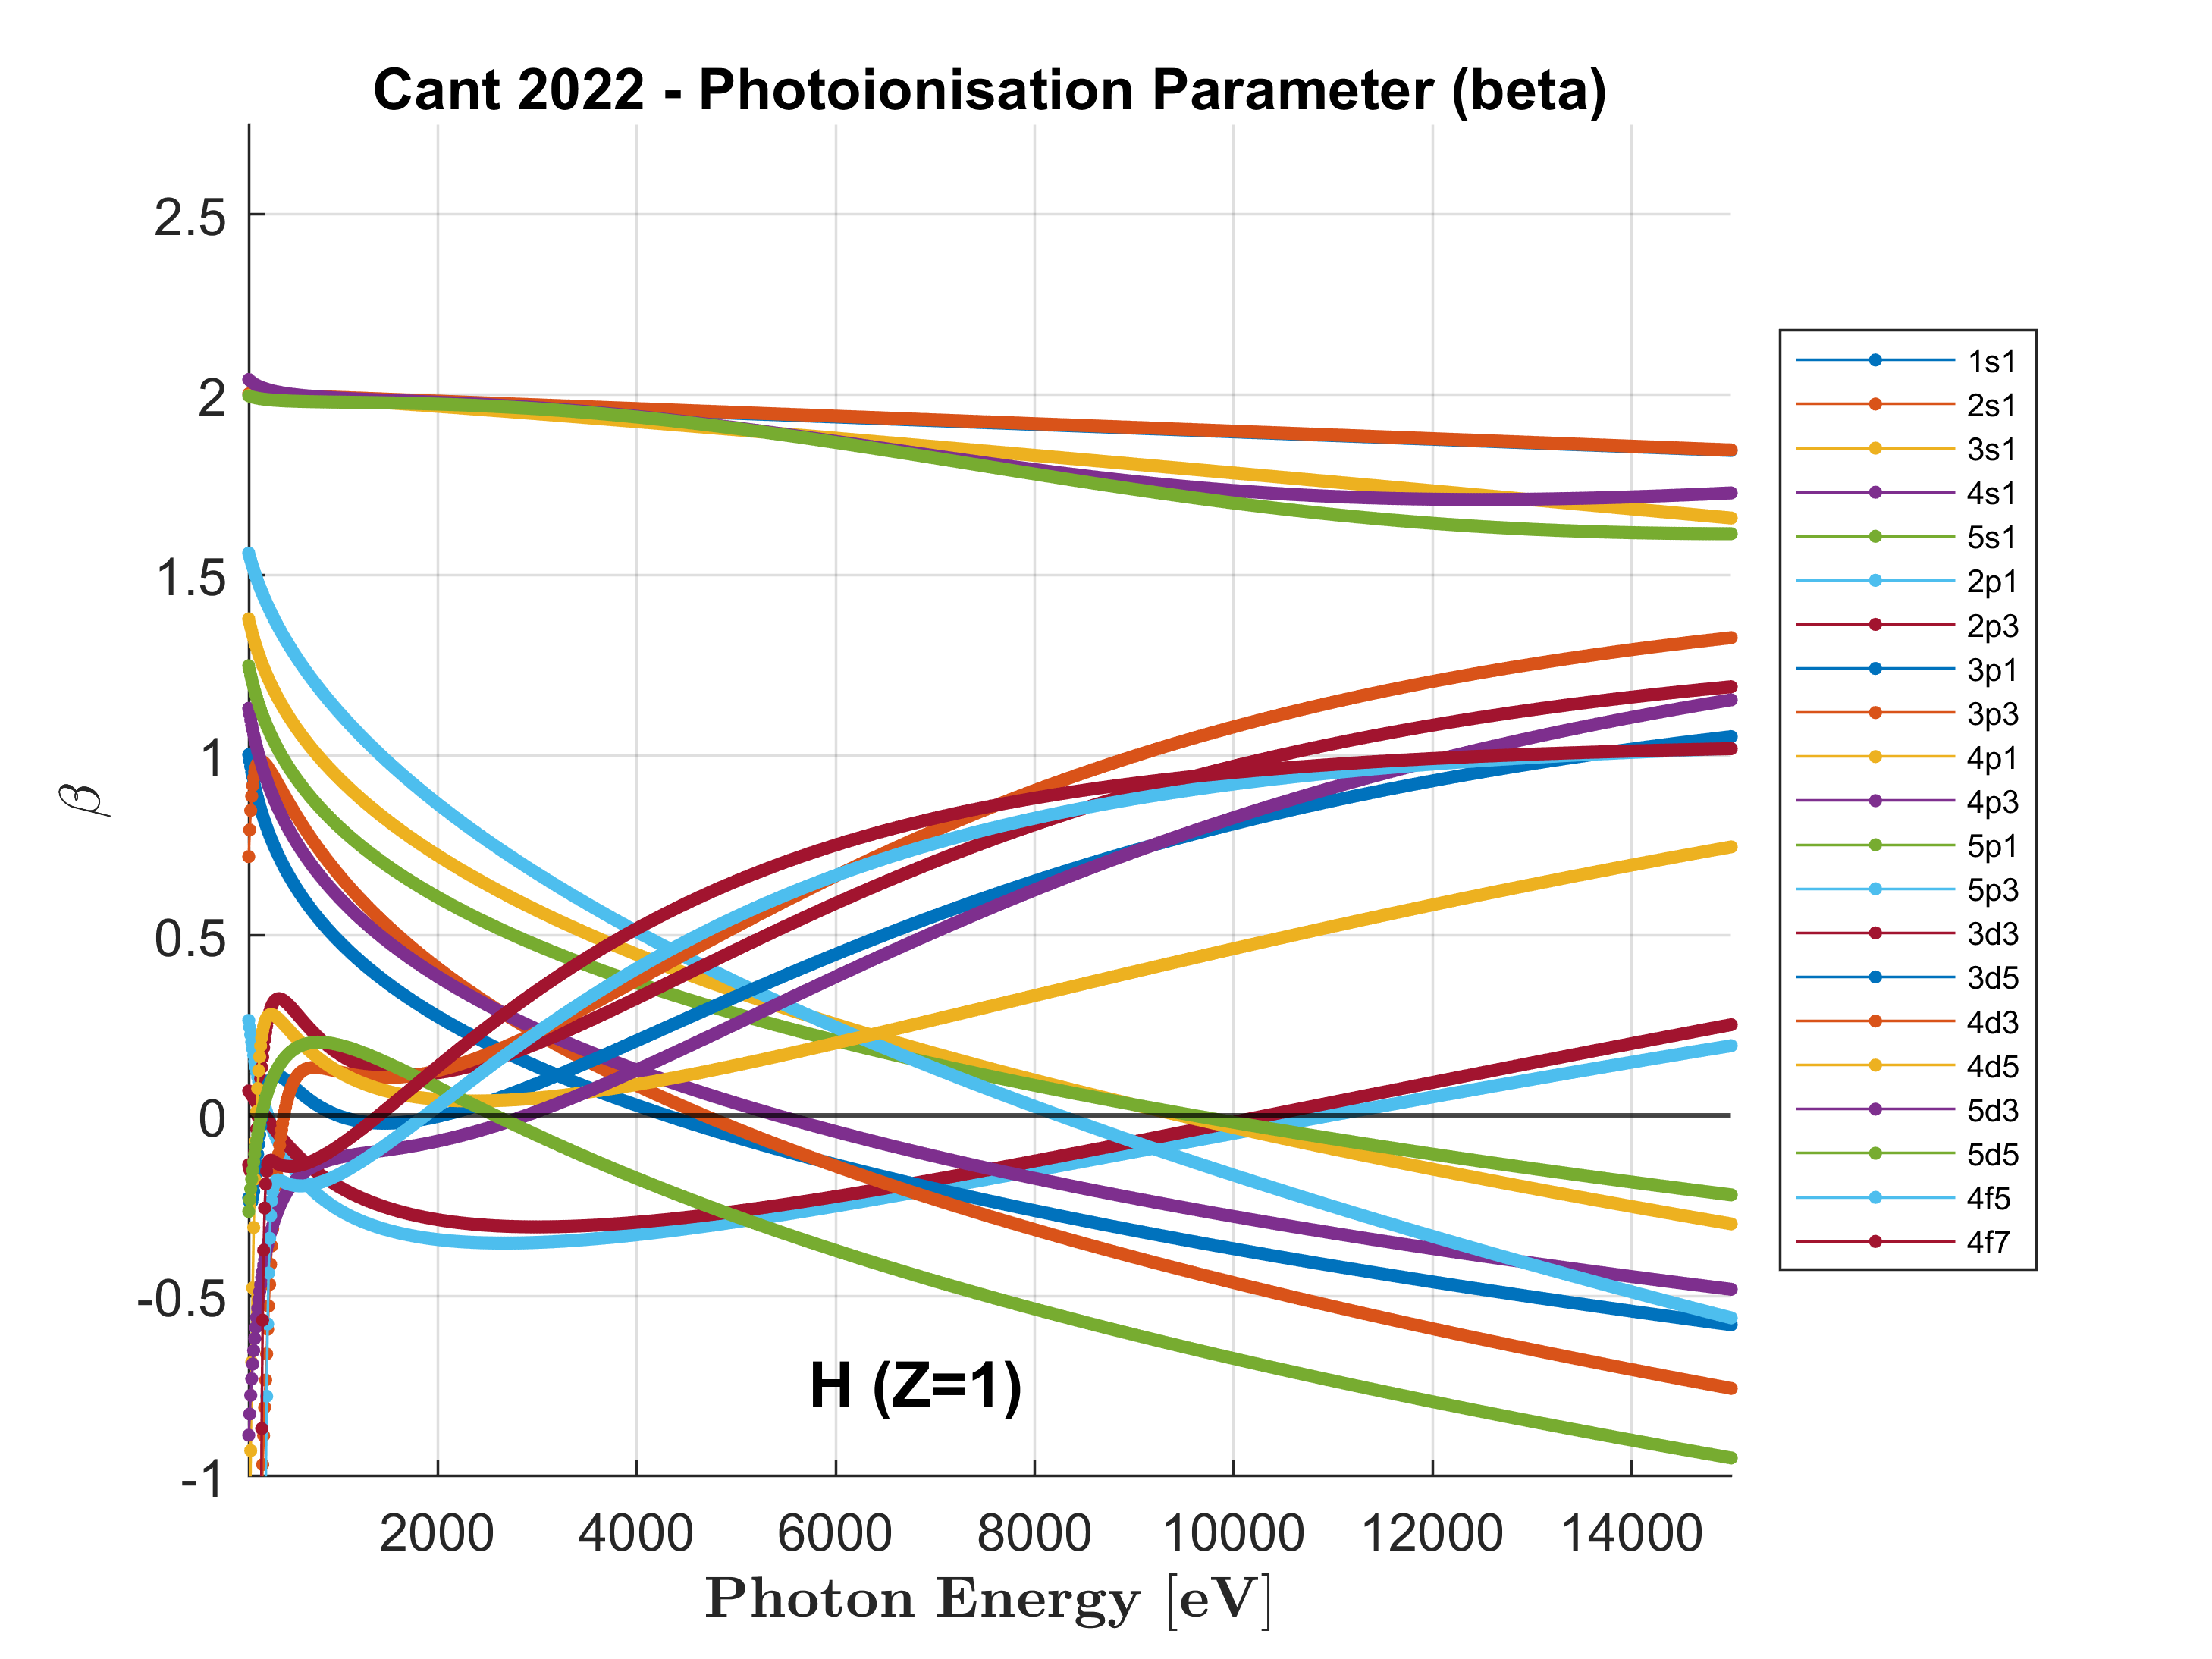 Cant 2022 - Photoionisation Parameter (beta)
2.5
2
1.5
1
0.5
0
-0.5
-1
β
2000 4000 6000 8000 10000 12000 14000
Photon Energy [eV]
H (Z=1)
1s1
2s1
3s1
4s1
5s1
2p1
2p3
3p1
3p3
4p1
4p3
5p1
5p3
3d3
3d5
4d3
4d5
5d3
5d5
4f5
4f7